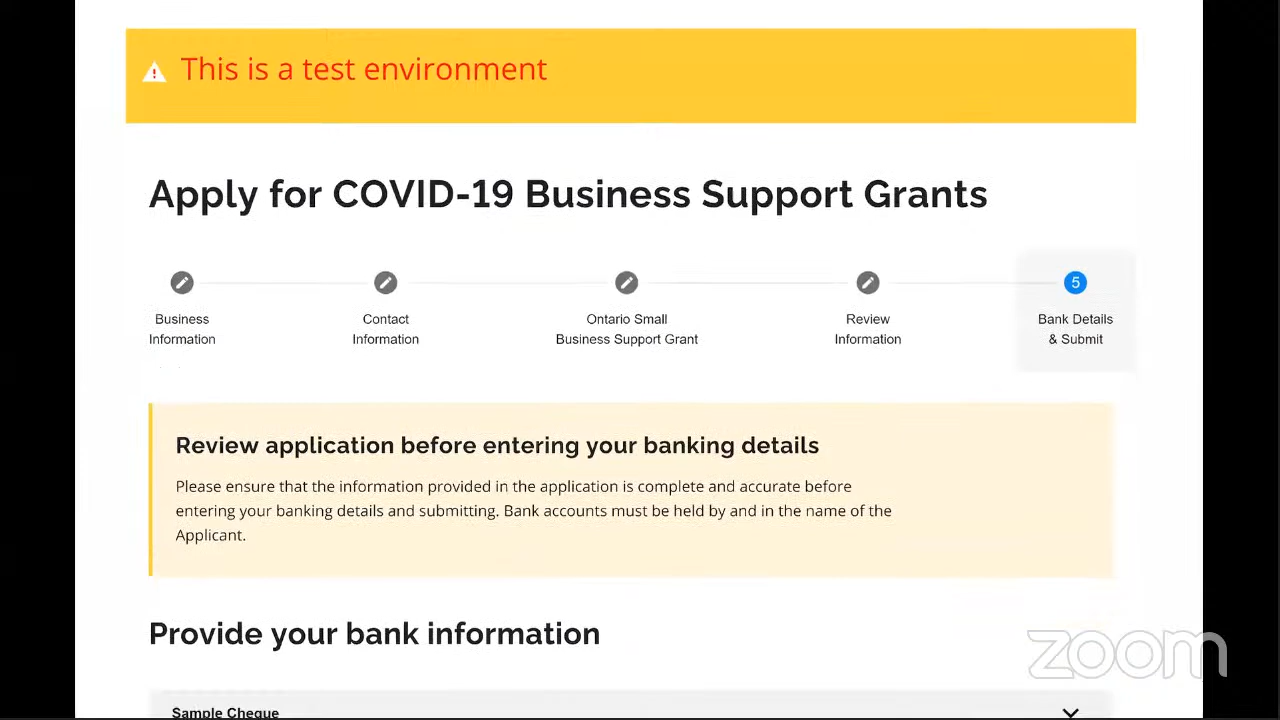 This is a test environment
Apply for COVID-19 Business Support Grants
5
Business
Information
Contact
Information
Ontario Small
Business Support Grant
Review
Information
Bank Details
& Submit
Review application before entering your banking details
Please ensure that the information provided in the application is complete and accurate before
entering your banking details and submitting. Bank accounts must be held by and in the name of the
Applicant.
Provide your bank information
zoom
Sample Cheque